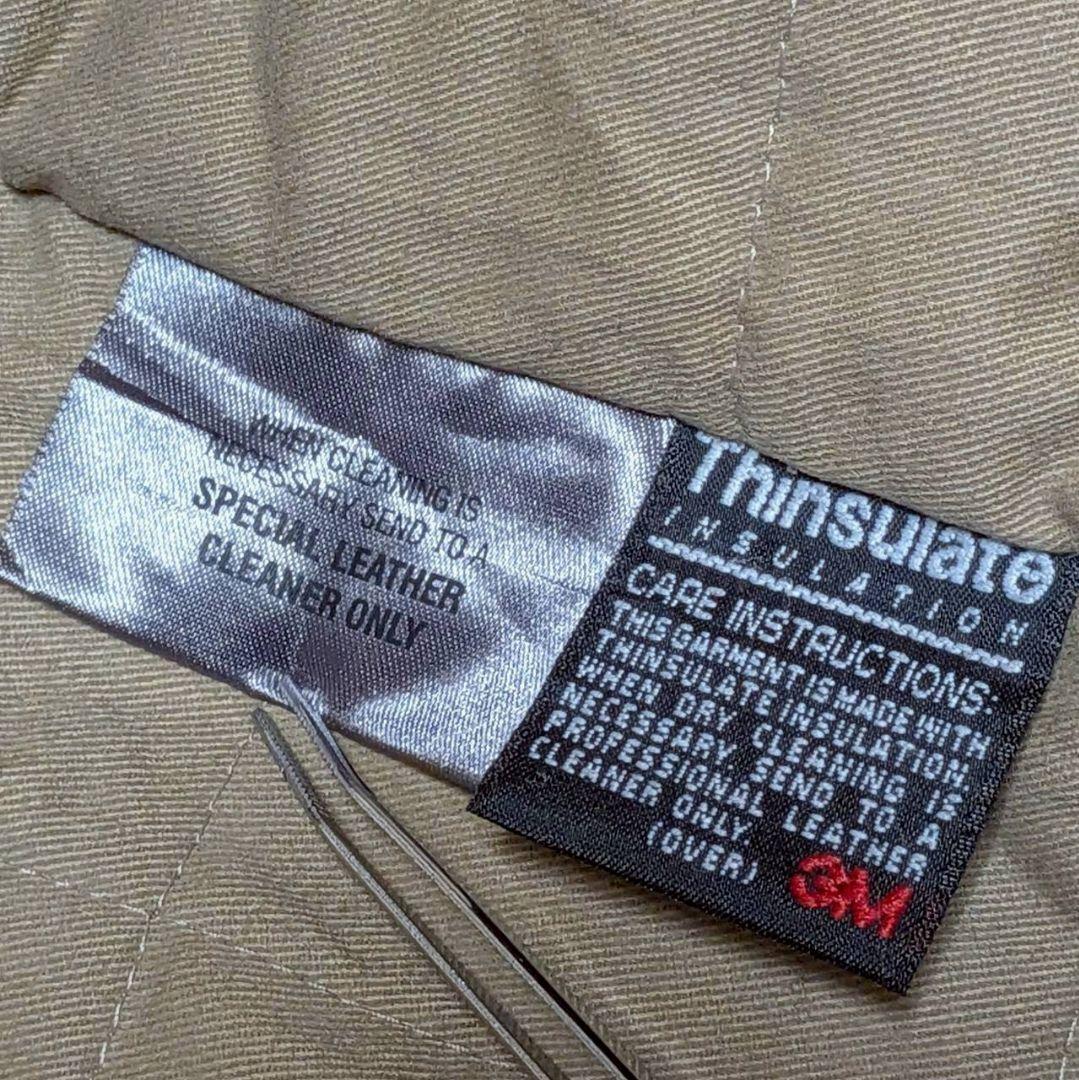 WHEN CLEANING IS
NECESSARY SEND TO A
SPECIAL LEATHER
CLEANER ONLY
Thinsulate
INSULATION
CARE INSTRUCTIONS:
THIS GARMENT IS MADE WITH
THINSULATE INSULATION.
WHEN DRY CLEANING IS
NECESSARY, SEND TO A
PROFESSIONAL LEATHER
CLEANER ONLY.
(OVER)
3M